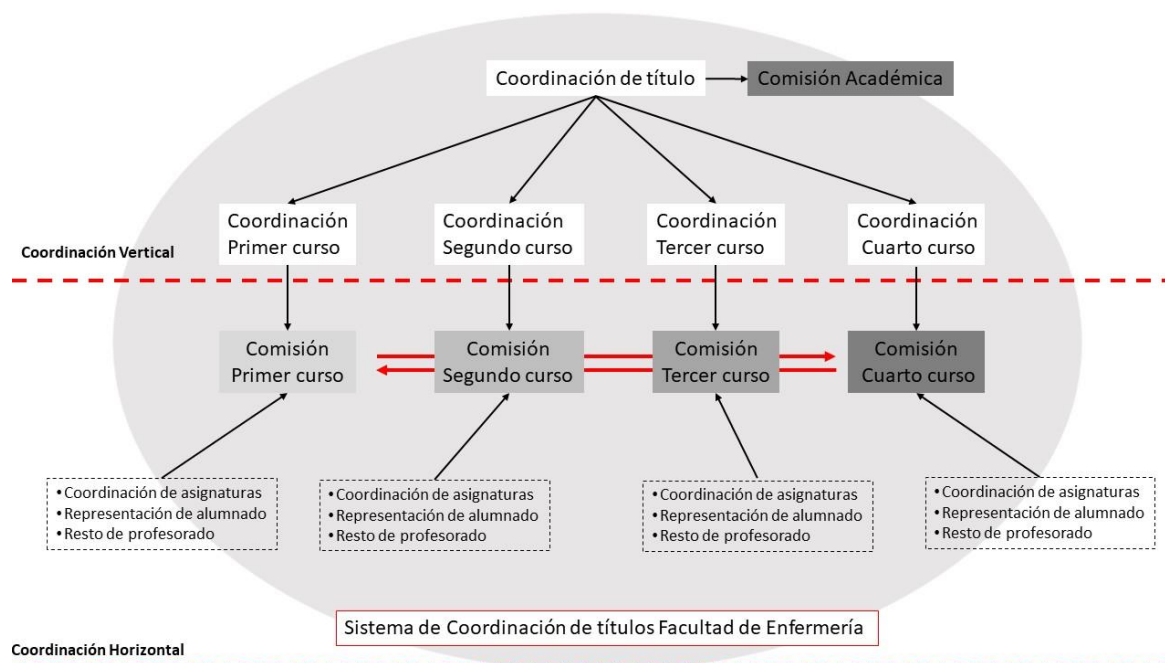 Coordinación de título
Comisión Académica
Coordinación
Primer curso
Coordinación
Segundo curso
Coordinación
Tercer curso
Coordinación
Cuarto curso
Coordinación Vertical
Comisión
Primer curso
Comisión
Segundo curso
Comisión
Tercer curso
Comisión
Cuarto curso
• Coordinación de asignaturas
• Representación de alumnado
• Resto de profesorado
• Coordinación de asignaturas
• Representación de alumnado
• Resto de profesorado
• Coordinación de asignaturas
• Representación de alumnado
• Resto de profesorado
• Coordinación de asignaturas
• Representación de alumnado
• Resto de profesorado
Sistema de Coordinación de títulos Facultad de Enfermería
Coordinación Horizontal